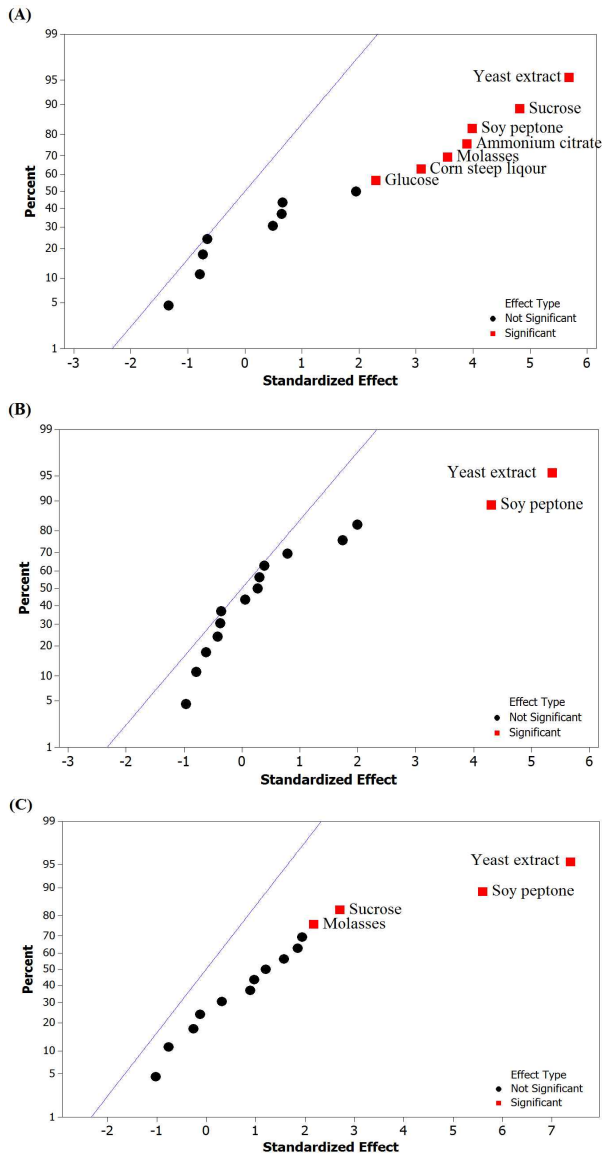 (A)
99
95
90
80
70
60
50
40
30
20
10
5
1
Percent
Yeast extract
Sucrose
Soy peptone
Ammonium citrate
Molasses
Corn steep liqour
Glucose
Effect Type
Not Significant
Significant
-3 -2 -1 0 1 2 3 4 5 6
Standardized Effect
(B)
99
95
90
80
70
60
50
40
30
20
10
5
1
Percent
Yeast extract
Soy peptone
Effect Type
Not Significant
Significant
-3 -2 -1 0 1 2 3 4 5 6
Standardized Effect
(C)
99
95
90
80
70
60
50
40
30
20
10
5
1
Percent
Yeast extract
Soy peptone
Sucrose
Molasses
Effect Type
Not Significant
Significant
-2 -1 0 1 2 3 4 5 6 7
Standardized Effect